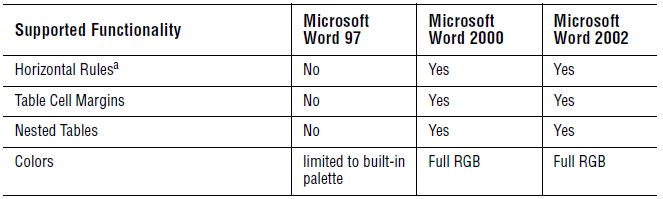 Supported Functionality Microsoft Word 97 Microsoft Word 2000 Microsoft Word 2002
Horizontal Rulesa No Yes Yes
Table Cell Margins No Yes Yes
Nested Tables No Yes Yes
Colors limited to built-in palette Full RGB Full RGB